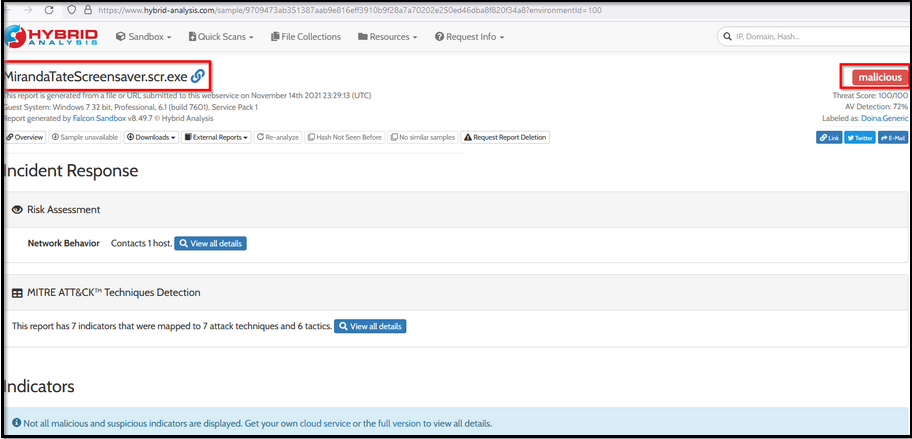 https://www.hybrid-analysis.com/sample/9709473ab351387aab9e816eff3910b9f28a7a70202e250ed46dba8f820f34a8?environmentId=100
HYBRID ANALYSIS Sandbox Quick Scans File Collections Resources Request Info IP, Domain, Hash...
MirandaTateScreensaver.scr.exe malicious
This report is generated from a file or URL submitted to this webservice on November 14th 2021 23:29:13 (UTC) Threat Score: 100/100
Guest System: Windows 7 32 bit, Professional, 6.1 (build 7601), Service Pack 1 AV Detection: 72%
Report generated by Falcon Sandbox v8.49.7 © Hybrid Analysis Labeled as: Doina.Generic
Overview Sample unavailable Downloads External Reports Re-analyze Hash Not Seen Before No similar samples Request Report Deletion Link Twitter E-Mail
Incident Response
Risk Assessment
Network Behavior Contacts 1 host. View all details
MITRE ATT&CK™ Techniques Detection
This report has 7 indicators that were mapped to 7 attack techniques and 6 tactics. View all details
Indicators
Not all malicious and suspicious indicators are displayed. Get your own cloud service or the full version to view all details.